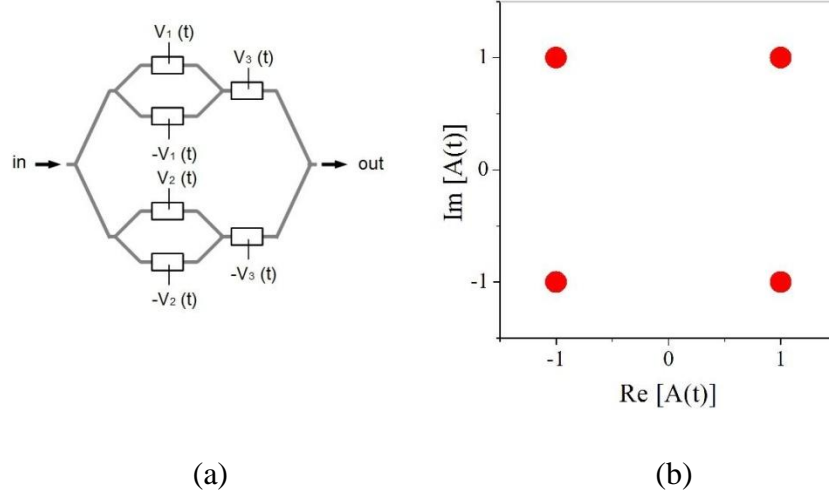 V1 (t)
V3 (t)
-V1 (t)
in
out
V2 (t)
-V2 (t)
-V3 (t)
(a)
Im [A(t)]
1
0
-1
-1
0
1
Re [A(t)]
(b)